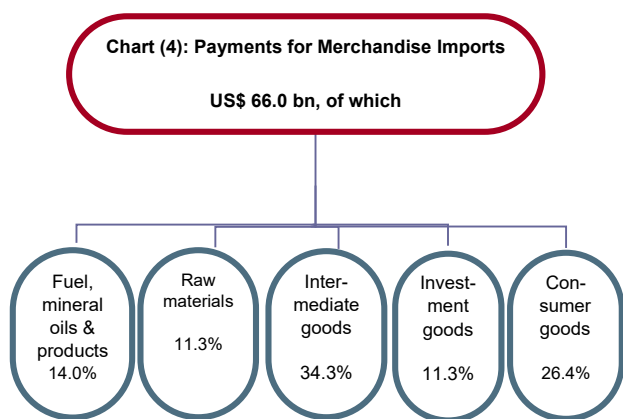 Chart (4): Payments for Merchandise Imports
US$ 66.0 bn, of which
Fuel,
mineral
oils &
products
14.0%
Raw
materials
11.3%
Inter-
mediate
goods
34.3%
Invest-
ment
goods
11.3%
Con-
sumer
goods
26.4%